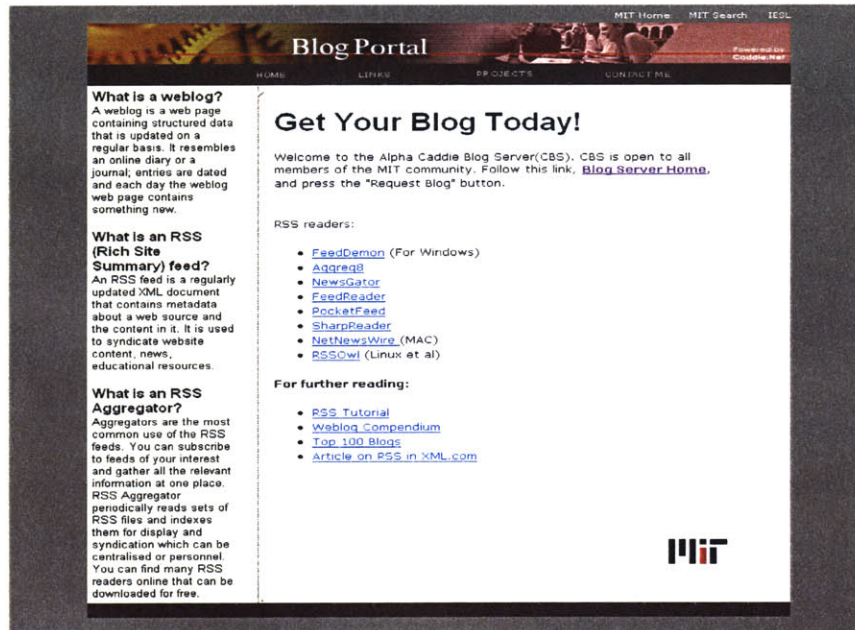 MIT Home MIT Search IESL
Blog Portal
Powered by
Caddie.Net
HOME LINKS PROJECTS CONTACT ME
What is a weblog?
A weblog is a web page
containing structured data
that is updated on a
regular basis. It resembles
an online diary or a
journal; entries are dated
and each day the weblog
web page contains
something new.
What is an RSS
(Rich Site
Summary) feed?
An RSS feed is a regularly
updated XML document
that contains metadata
about a web source and
the content in it. It is used
to syndicate website
content, news,
educational resources.
What is an RSS
Aggregator?
Aggregators are the most
common use of the RSS
feeds. You can subscribe
to feeds of your interest
and gather all the relevant
information at one place.
RSS Aggregator
periodically reads sets of
RSS files and indexes
them for display and
syndication which can be
centralised or personnel.
You can find many RSS
readers online that can be
downloaded for free.
Get Your Blog Today!
Welcome to the Alpha Caddie Blog Server(CBS). CBS is open to all
members of the MIT community. Follow this link, Blog Server Home,
and press the "Request Blog" button.
RSS readers:
• FeedDemon (For Windows)
• Aggreg8
• NewsGator
• FeedReader
• PocketFeed
• SharpReader
• NetNewsWire (MAC)
• RSSOwl (Linux et al)
For further reading:
• RSS Tutorial
• Weblog Compendium
• Top 100 Blogs
• Article on RSS in XML.com
MIT